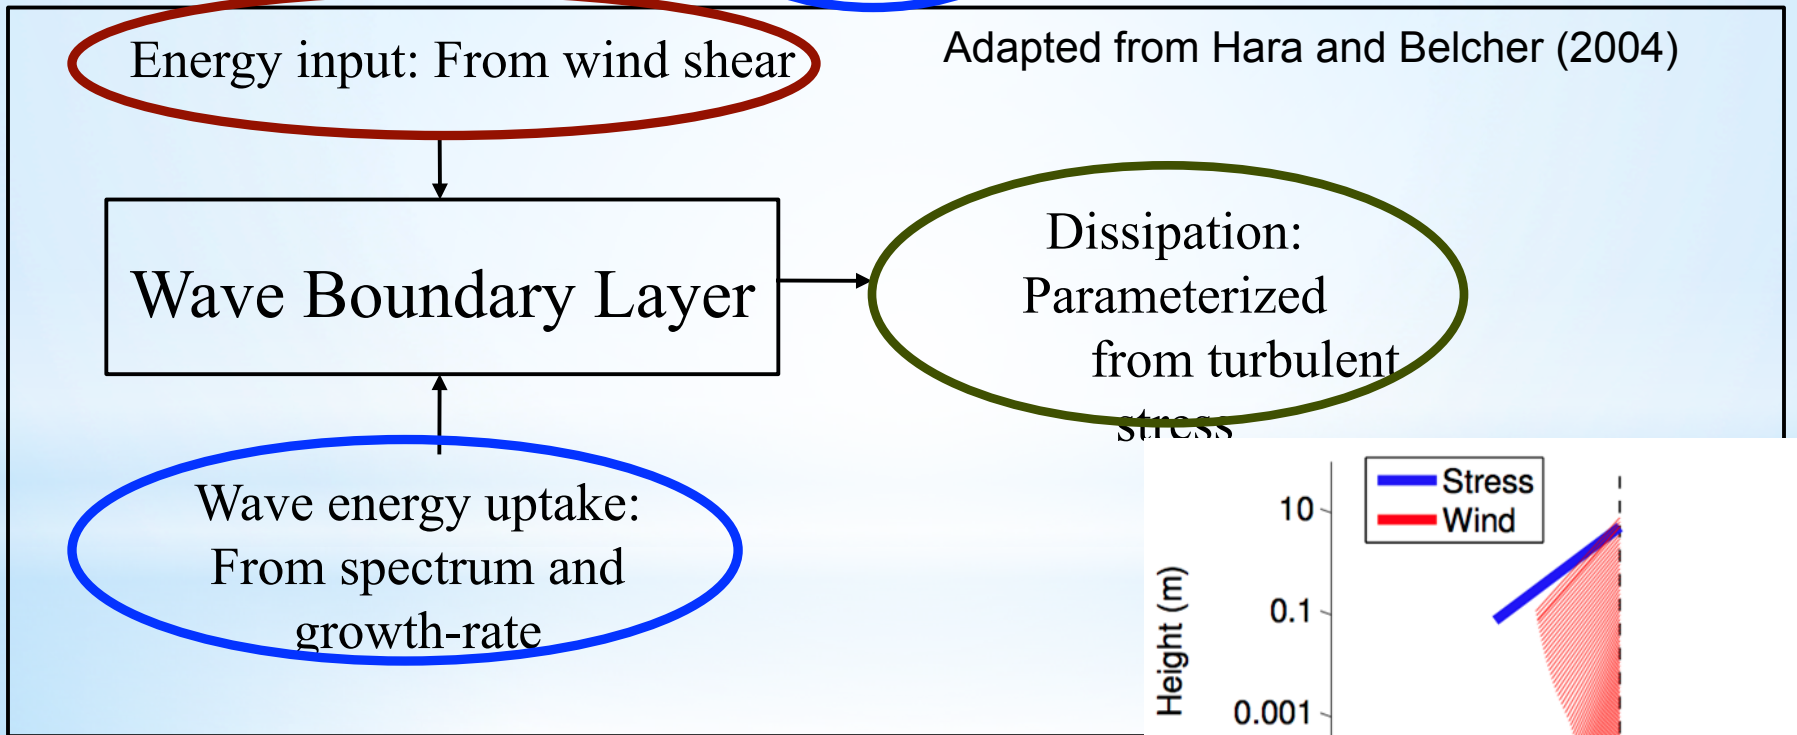 Energy input: From wind shear
Adapted from Hara and Belcher (2004)
Wave Boundary Layer
Dissipation:
Parameterized
from turbulent
stress
Wave energy uptake:
From spectrum and
growth-rate
Stress
Wind
10
0.1
0.001
Height (m)